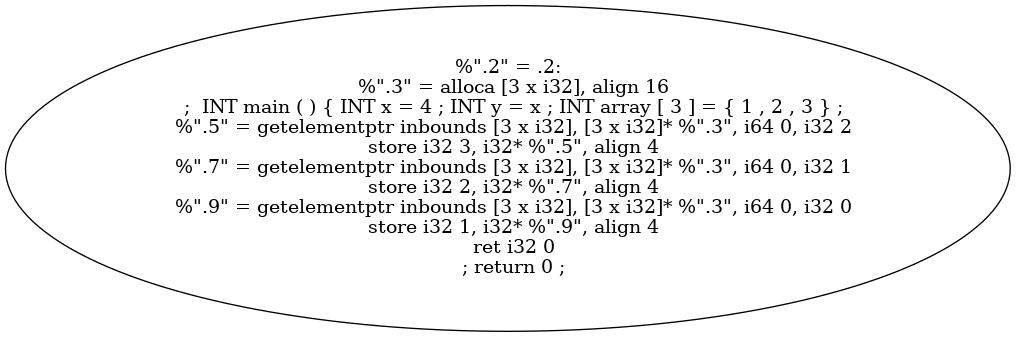 %".2" = .2:
%".3" = alloca [3 x i32], align 16
;  INT main ( ) { INT x = 4 ; INT y = x ; INT array [ 3 ] = { 1 , 2 , 3 } ;
%".5" = getelementptr inbounds [3 x i32], [3 x i32]* %".3", i64 0, i32 2
store i32 3, i32* %".5", align 4
%".7" = getelementptr inbounds [3 x i32], [3 x i32]* %".3", i64 0, i32 1
store i32 2, i32* %".7", align 4
%".9" = getelementptr inbounds [3 x i32], [3 x i32]* %".3", i64 0, i32 0
store i32 1, i32* %".9", align 4
ret i32 0
; return 0 ;